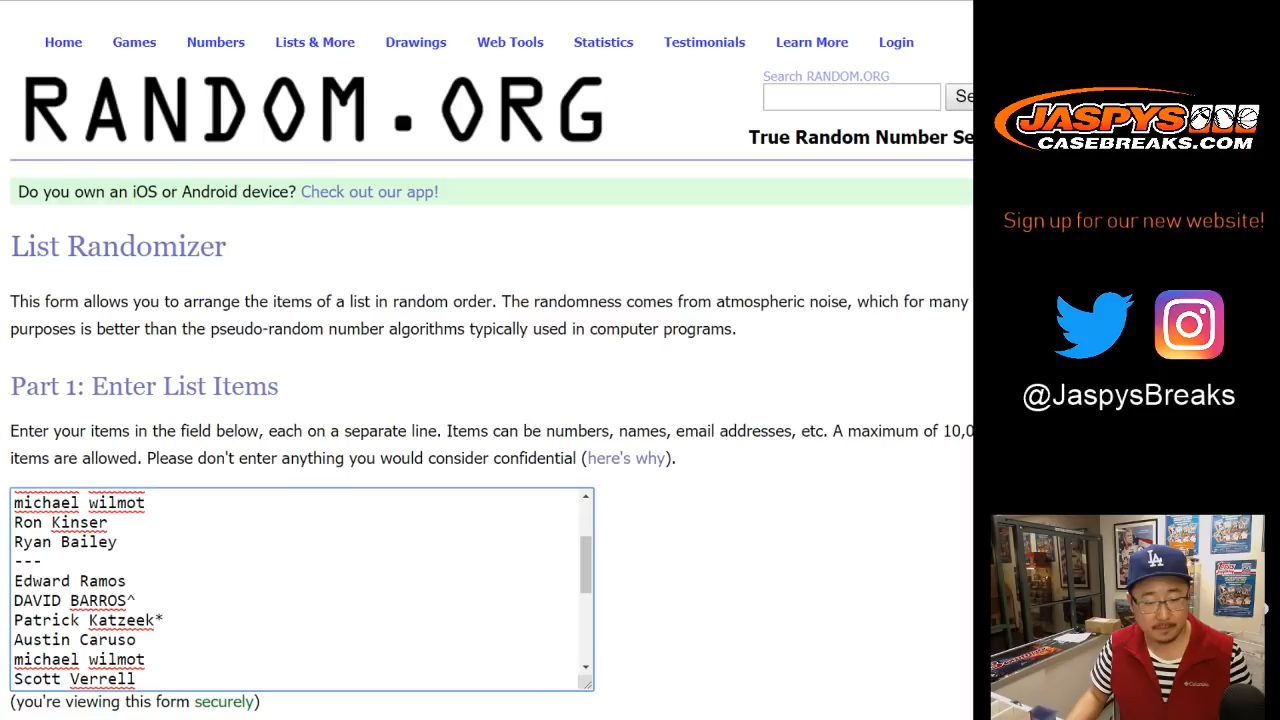 Home Games Numbers Lists & More Drawings Web Tools Statistics Testimonials Learn More Login
RANDOM.ORG
Search RANDOM.ORG
Se
True Random Number Se
Do you own an iOS or Android device? Check out our app!
List Randomizer
This form allows you to arrange the items of a list in random order. The randomness comes from atmospheric noise, which for many
purposes is better than the pseudo-random number algorithms typically used in computer programs.
Part 1: Enter List Items
Enter your items in the field below, each on a separate line. Items can be numbers, names, email addresses, etc. A maximum of 10,0
items are allowed. Please don't enter anything you would consider confidential (here's why).
michael wilmot
Ron Kinser
Ryan Bailey
---
Edward Ramos
DAVID BARROS^
Patrick Katzeek*
Austin Caruso
michael wilmot
Scott Verrell
(you're viewing this form securely)
JASPYS
CASEBREAKS.COM
Sign up for our new website!
@JaspysBreaks
LA
Columbia